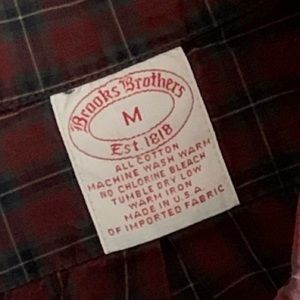 Brooks Brothers
M
Est. 1818
ALL COTTON
MACHINE WASH WARM
NO CHLORINE BLEACH
TUMBLE DRY LOW
WARM IRON
MADE IN U.S.A.
OF IMPORTED FABRIC